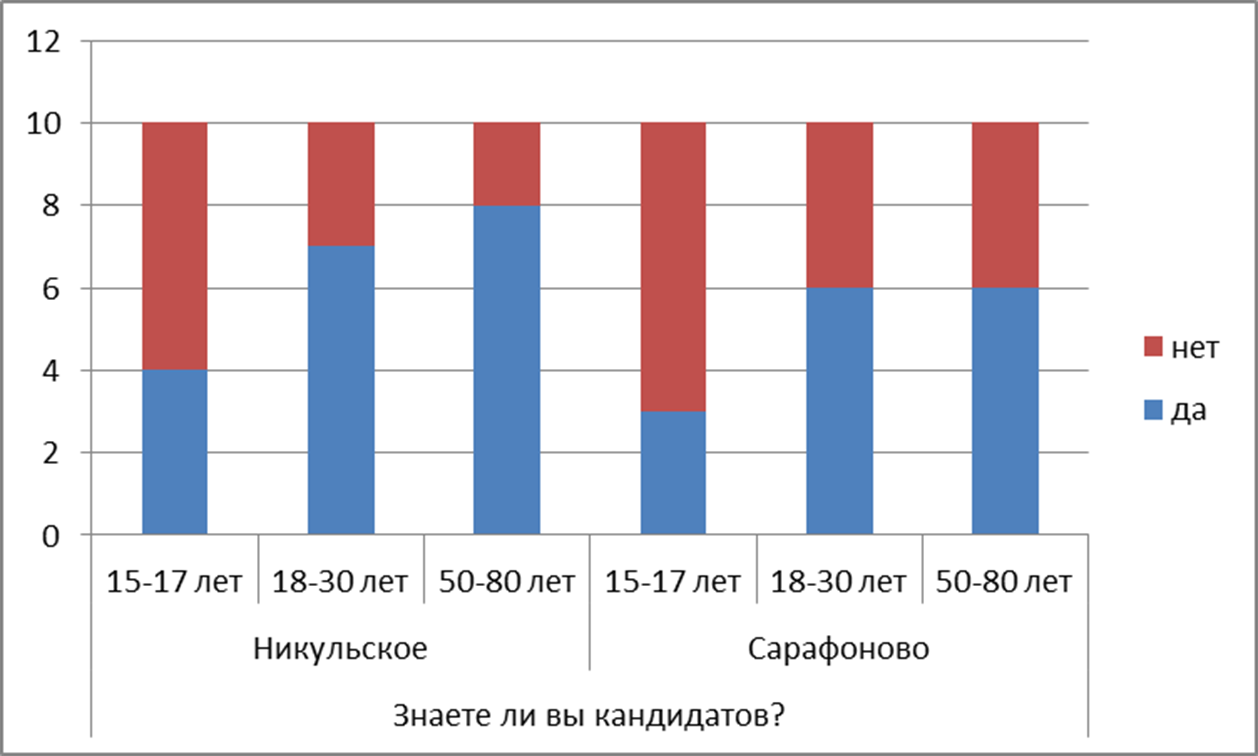 12
10
8
6
4
2
0
нет
да
15-17 лет 18-30 лет 50-80 лет 15-17 лет 18-30 лет 50-80 лет
Никульское Сарафоново
Знаете ли вы кандидатов?